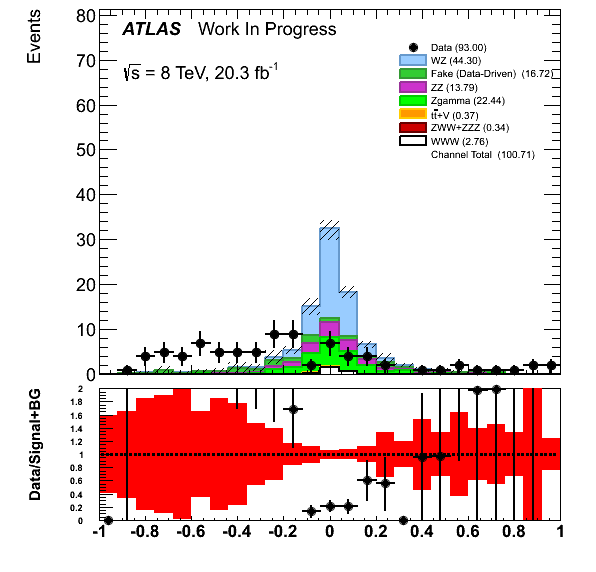 Events
80
70
60
50
40
30
20
10
0
ATLAS Work In Progress
√s = 8 TeV, 20.3 fb⁻¹
Data (93.00)
WZ (44.30)
Fake (Data-Driven) (16.72)
ZZ (13.79)
Zgamma (22.44)
tt̄+V (0.37)
ZWW+ZZZ (0.34)
WWW (2.76)
Channel Total (100.71)
Data/Signal+BG
2
1.8
1.6
1.4
1.2
1
0.8
0.6
0.4
0.2
0
-1 -0.8 -0.6 -0.4 -0.2 0 0.2 0.4 0.6 0.8 1